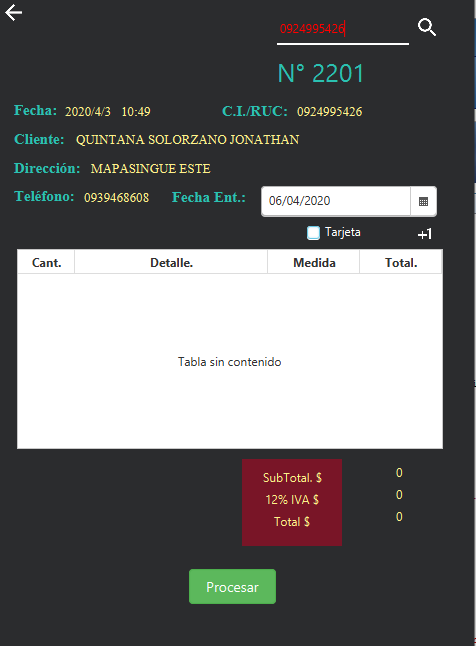 0924995426
N° 2201
Fecha: 2020/4/3 10:49 C.I./RUC: 0924995426
Cliente: QUINTANA SOLORZANO JONATHAN
Dirección: MAPASINGUE ESTE
Teléfono: 0939468608 Fecha Ent.: 06/04/2020
Tarjeta +1
Cant. Detalle. Medida Total.
Tabla sin contenido
SubTotal. $ 0
12% IVA $ 0
Total $ 0
Procesar